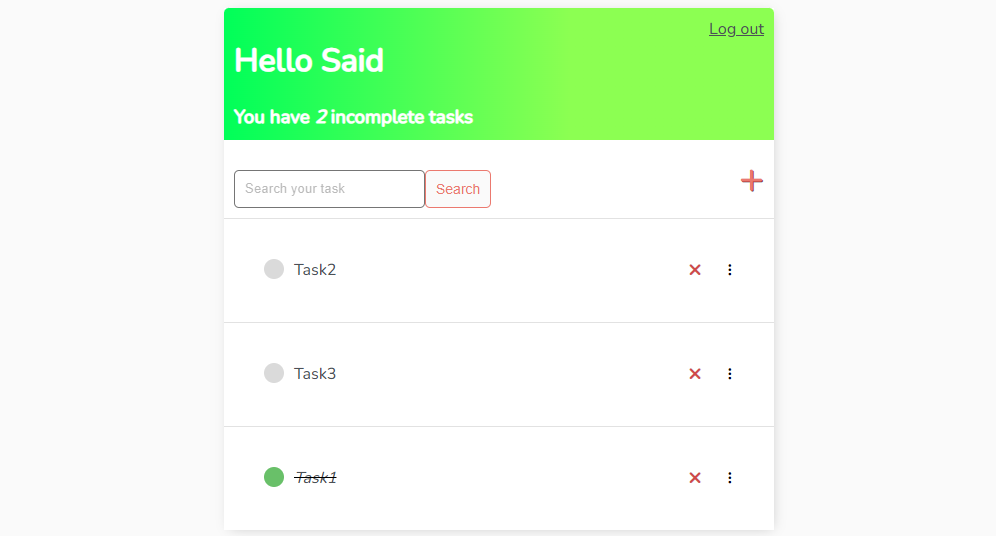 Log out
Hello Said
You have 2 incomplete tasks
Search your task
Search
Task2
Task3
Task1